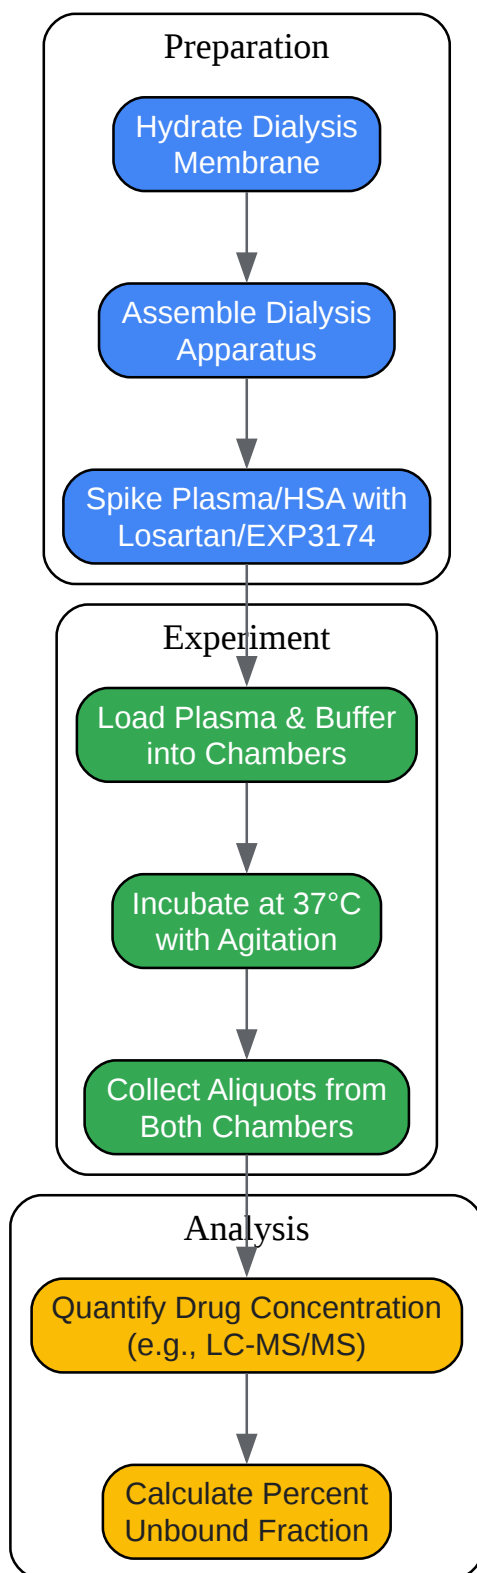 Preparation
Hydrate Dialysis
Membrane
Assemble Dialysis
Apparatus
Spike Plasma/HSA with
Losartan/EXP3174
Experiment
Load Plasma & Buffer
into Chambers
Incubate at 37°C
with Agitation
Collect Aliquots from
Both Chambers
Analysis
Quantify Drug Concentration
(e.g., LC-MS/MS)
Calculate Percent
Unbound Fraction